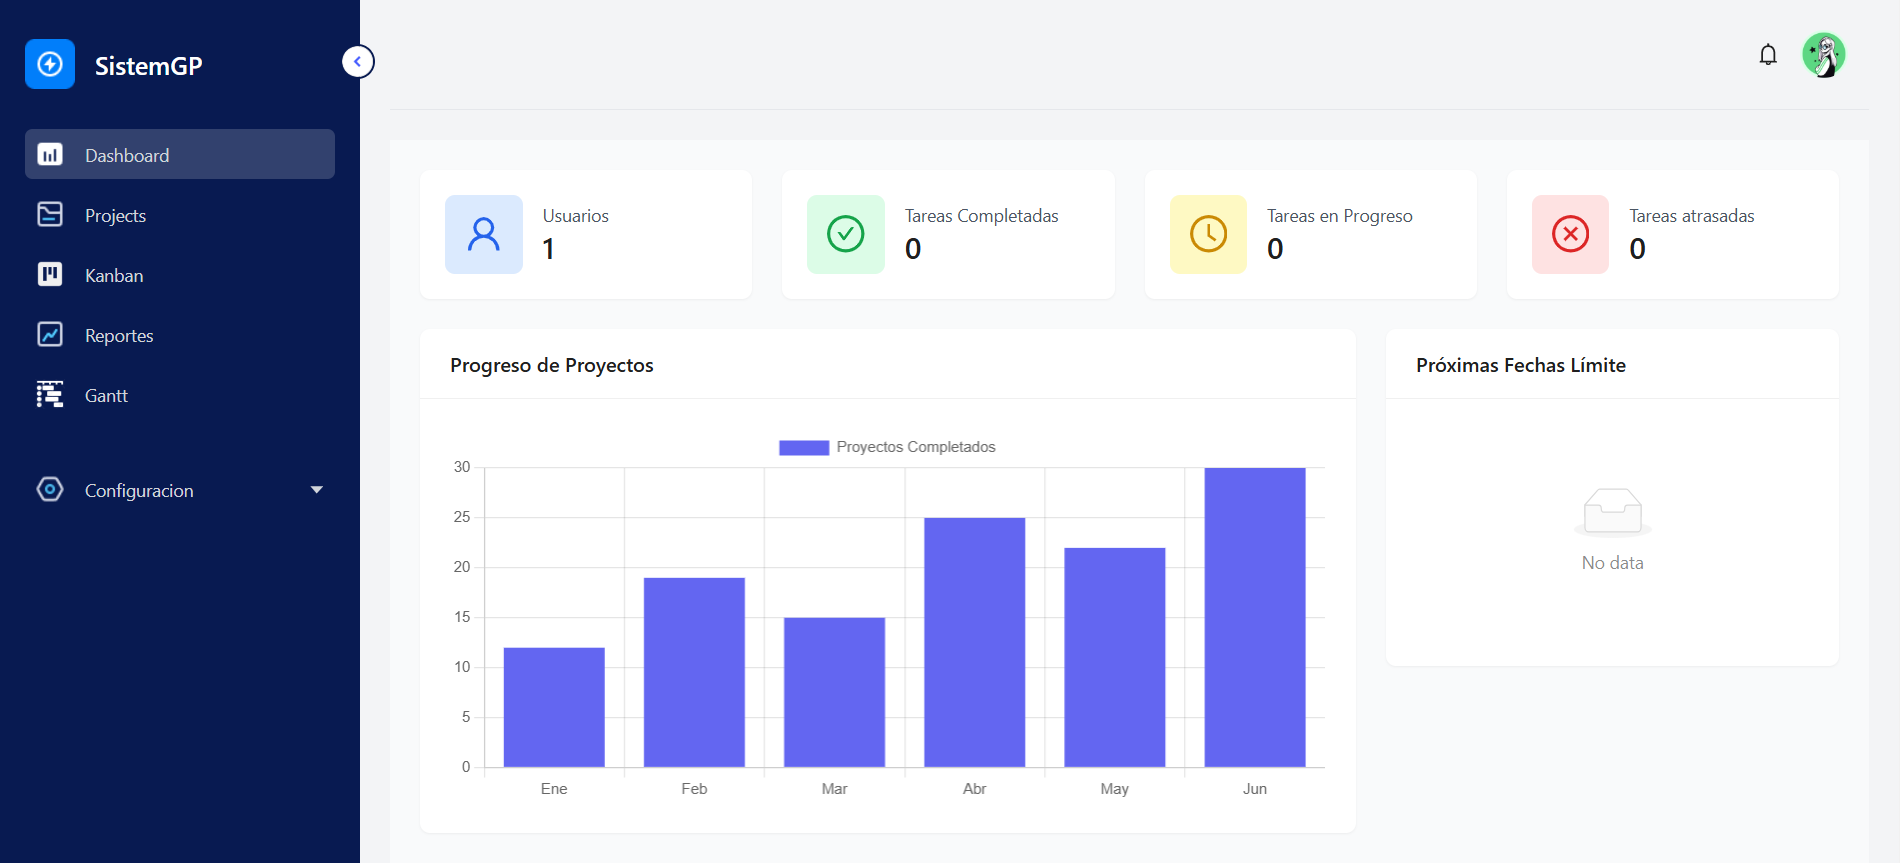 SistemGP
Dashboard
Projects
Kanban
Reportes
Gantt
Configuracion
Usuarios
1
Tareas Completadas
0
Tareas en Progreso
0
Tareas atrasadas
0
Progreso de Proyectos
Proyectos Completados
30
25
20
15
10
5
0
Ene Feb Mar Abr May Jun
Próximas Fechas Límite
No data